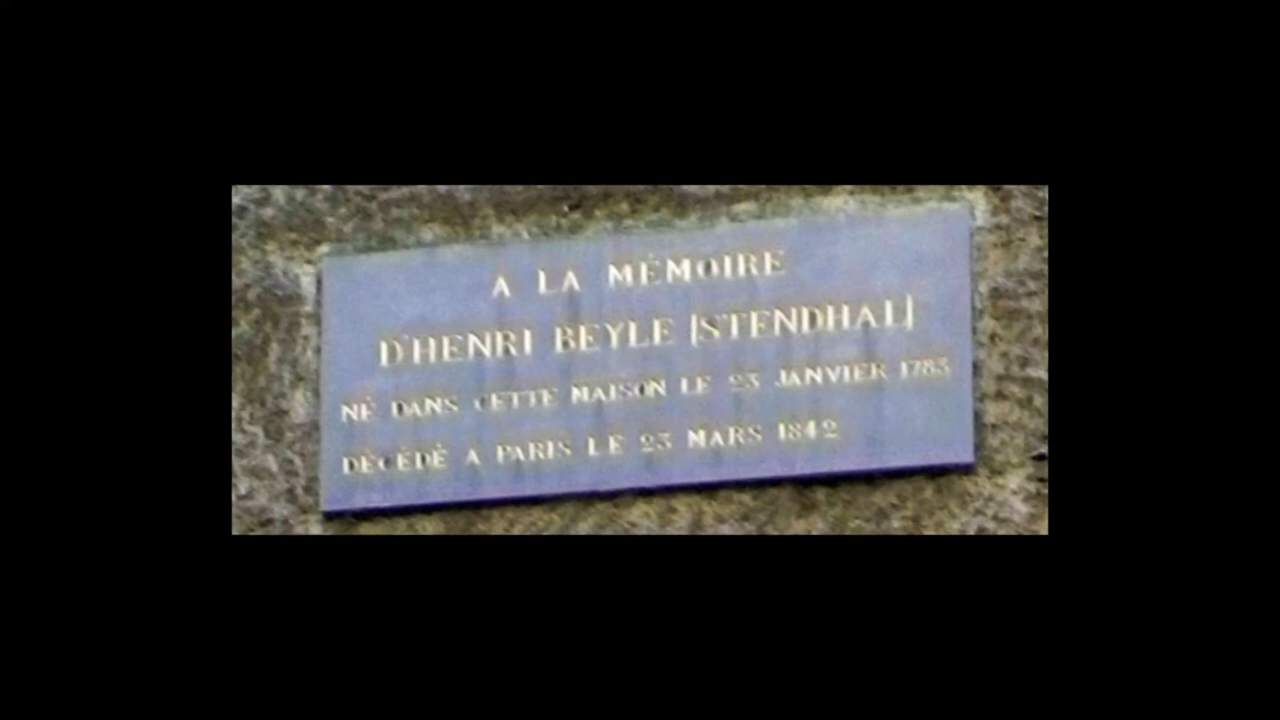 A LA MÉMOIRE
D'HENRI BEYLE [STENDHAL]
NÉ DANS CETTE MAISON LE 23 JANVIER 1783
DÉCÉDÉ A PARIS LE 23 MARS 1842